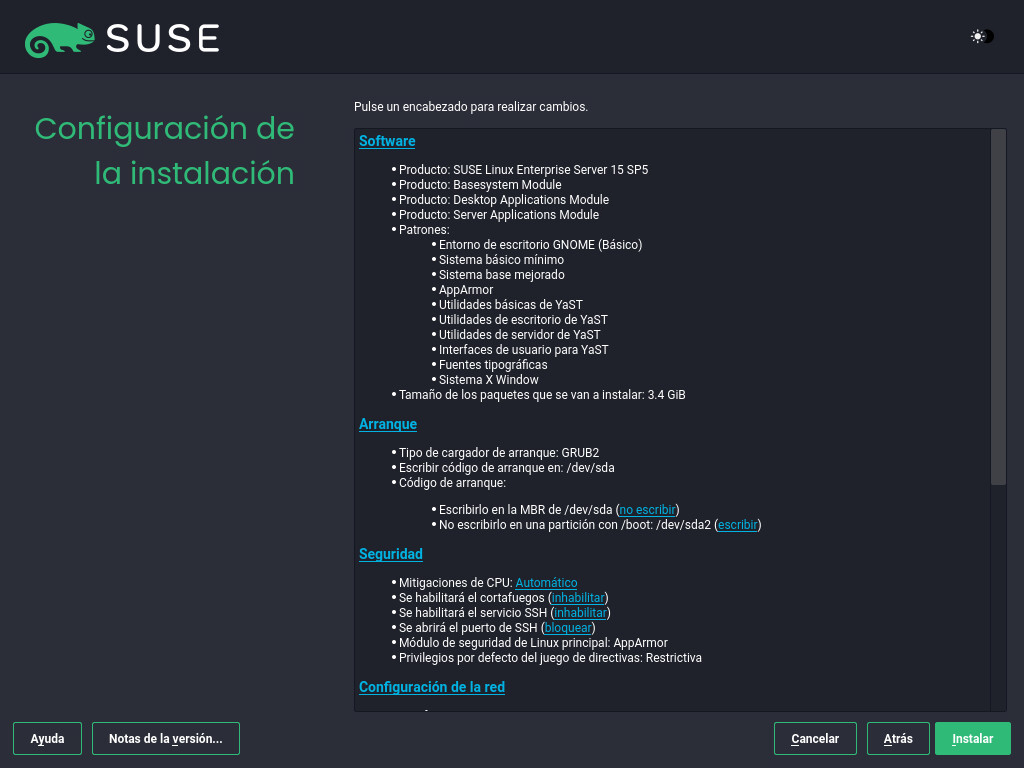 SUSE
Configuración de
la instalación
Pulse un encabezado para realizar cambios.
Software
• Producto: SUSE Linux Enterprise Server 15 SP5
• Producto: Basesystem Module
• Producto: Desktop Applications Module
• Producto: Server Applications Module
• Patrones:
• Entorno de escritorio GNOME (Básico)
• Sistema básico mínimo
• Sistema base mejorado
• AppArmor
• Utilidades básicas de YaST
• Utilidades de escritorio de YaST
• Utilidades de servidor de YaST
• Interfaces de usuario para YaST
• Fuentes tipográficas
• Sistema X Window
• Tamaño de los paquetes que se van a instalar: 3.4 GiB
Arranque
• Tipo de cargador de arranque: GRUB2
• Escribir código de arranque en: /dev/sda
• Código de arranque:
• Escribirlo en la MBR de /dev/sda (no escribir)
• No escribirlo en una partición con /boot: /dev/sda2 (escribir)
Seguridad
• Mitigaciones de CPU: Automático
• Se habilitará el cortafuegos (inhabilitar)
• Se habilitará el servicio SSH (inhabilitar)
• Se abrirá el puerto de SSH (bloquear)
• Módulo de seguridad de Linux principal: AppArmor
• Privilegios por defecto del juego de directivas: Restrictiva
Configuración de la red
Ayuda
Notas de la versión...
Cancelar
Atrás
Instalar